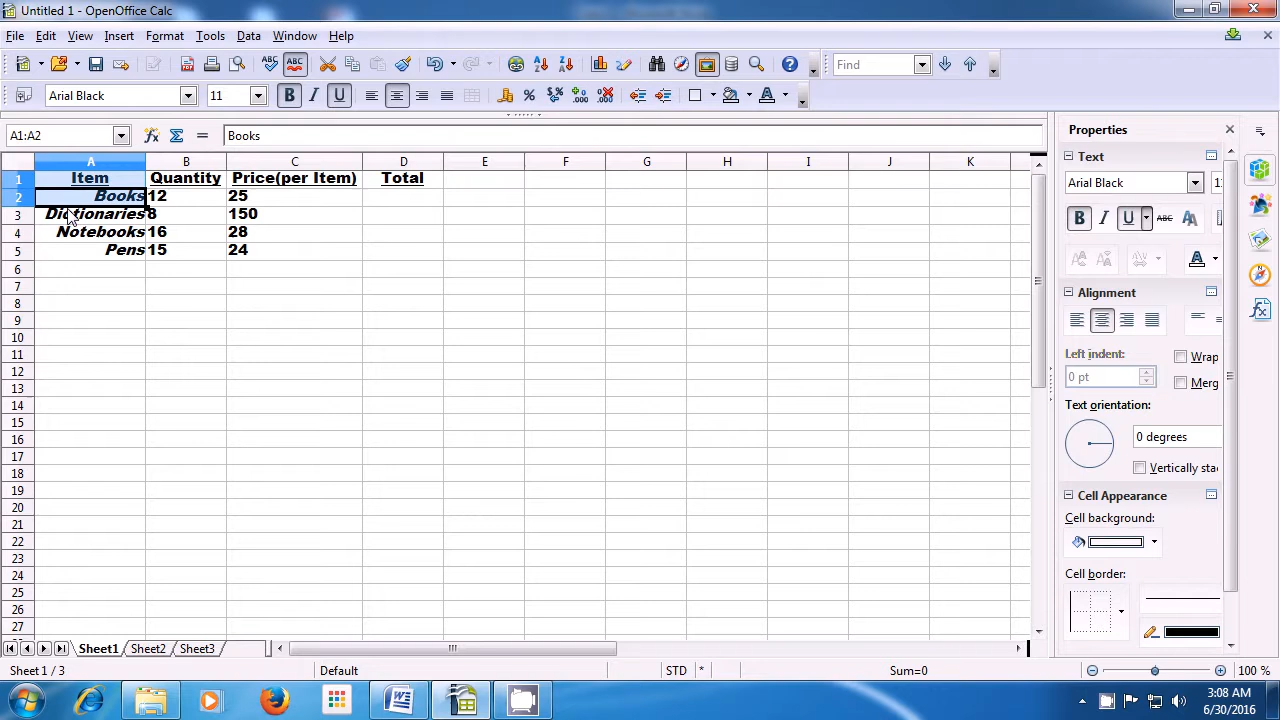 Untitled 1 - OpenOffice Calc
File Edit View Insert Format Tools Data Window Help
ABC ABC Find
Arial Black 11 B I U
A1:A2 Books
Properties
Text
Arial Black 11
B I U ABC
Alignment
Left indent:
0 pt
Wrap
Merg
Text orientation:
0 degrees
Vertically stac
Cell Appearance
Cell background:
Cell border:
A B C D E F G H I J K
1 Item Quantity Price(per Item) Total
2 Books 12 25
3 Dictionaries 8 150
4 Notebooks 16 28
5 Pens 15 24
6
7
8
9
10
11
12
13
14
15
16
17
18
19
20
21
22
23
24
25
26
27
Sheet1 Sheet2 Sheet3
Sheet 1 / 3 Default STD * Sum=0 100 %
3:08 AM
6/30/2016